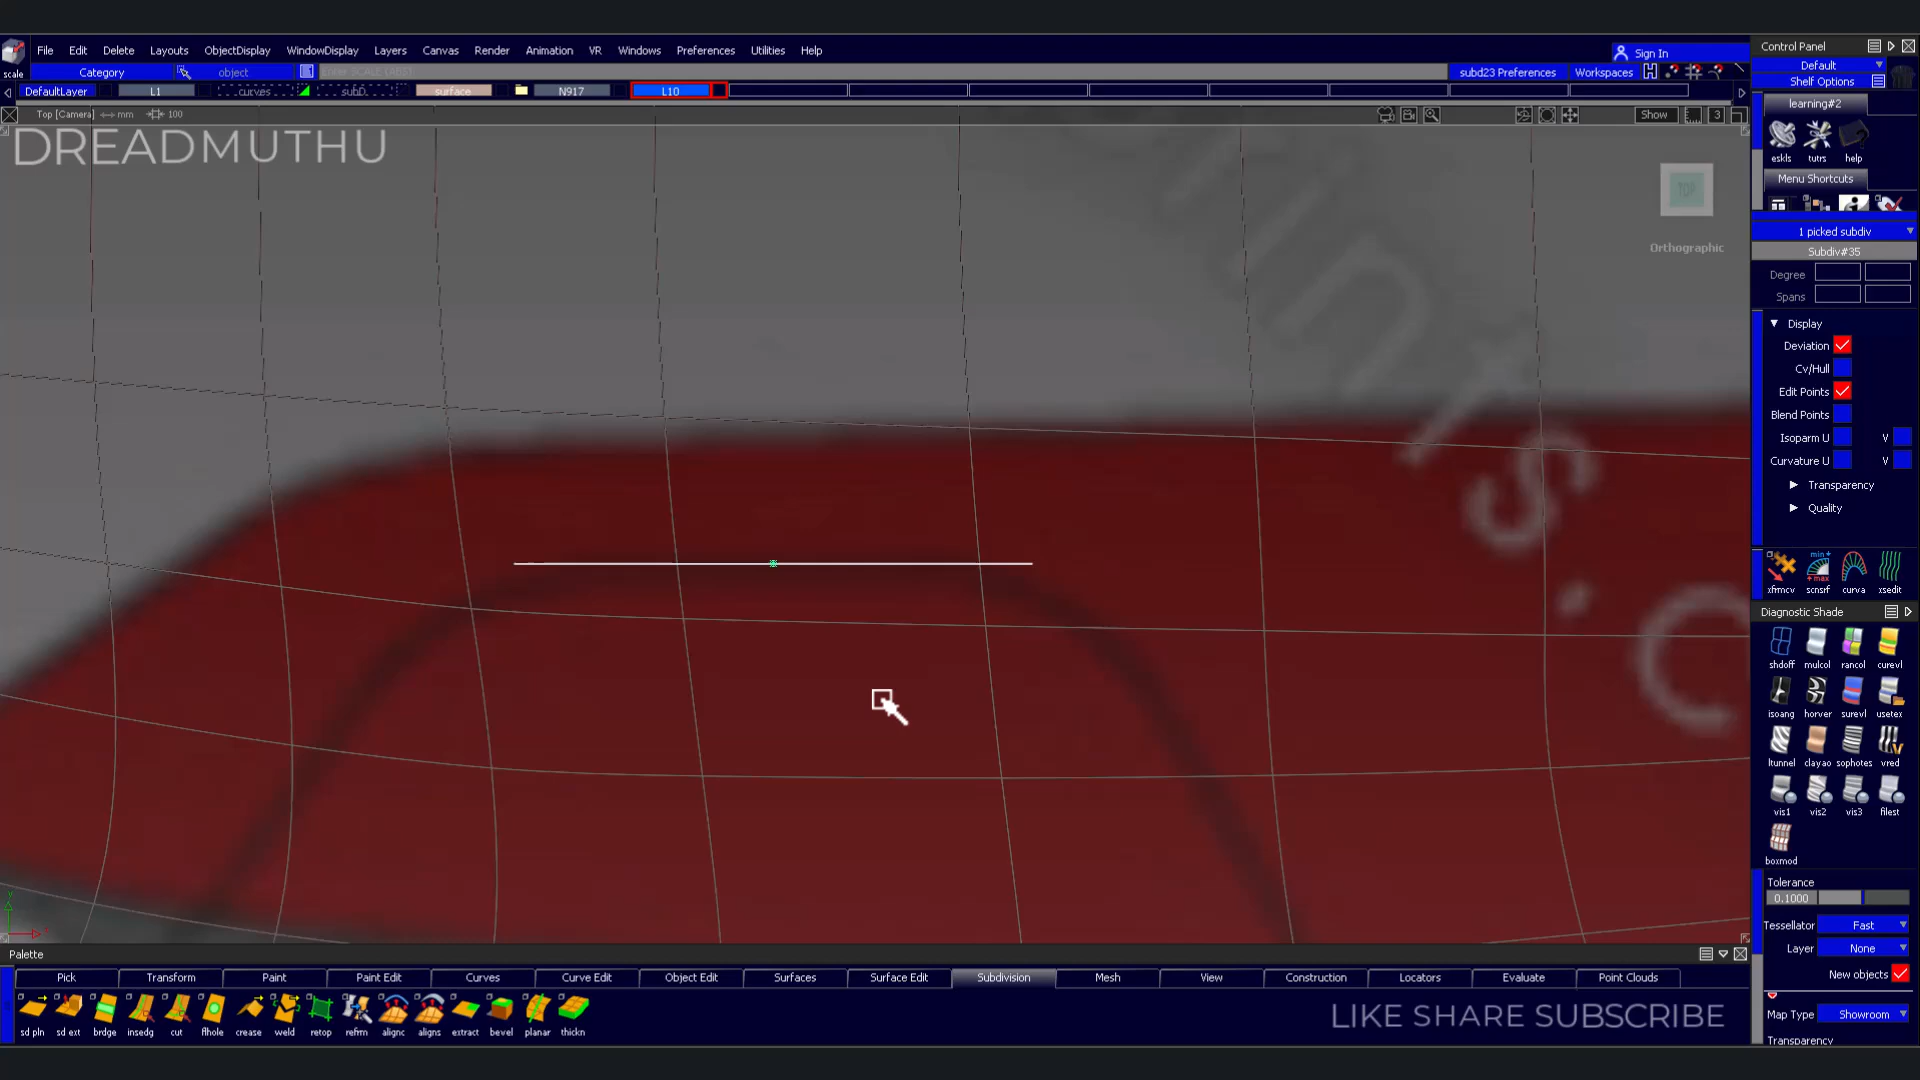 Control Panel
File Edit Delete Layouts ObjectDisplay WindowDisplay Layers Canvas Render Animation VR Windows Preferences Utilities Help
Sign In
Default
scale
Category object
subd23 Preferences Workspaces
Shelf Options
DefaultLayer L1 curves subD surface N917 L10
Top [Camera] mm 100
Show 3
learning#2
DREADMUTHU
eskls tutrs help
Menu Shortcuts
TOP
Orthographic
1 picked subdiv
Subdiv#35
Degree
Spans
Display
Deviation
Cv/Hull
Edit Points
Blend Points
Isoparm U V
Curvature U V
Transparency
Quality
xfrmcv scnsrf curva xsedit
Diagnostic Shade
shdoff mulcol rancol curevl
isoang horver surevl usetex
ltunnel clayao sophotes vred
vis1 vis2 vis3 filest
boxmod
Tolerance
0.1000
Tessellator Fast
Layer None
New objects
Map Type Showroom
Transparency
Palette
Pick Transform Paint Paint Edit Curves Curve Edit Object Edit Surfaces Surface Edit Subdivision Mesh View Construction Locators Evaluate Point Clouds
sd pln sd ext brdge insedg cut flhole crease weld retop refrm alignc aligns extract bevel planar thickn
LIKE SHARE SUBSCRIBE